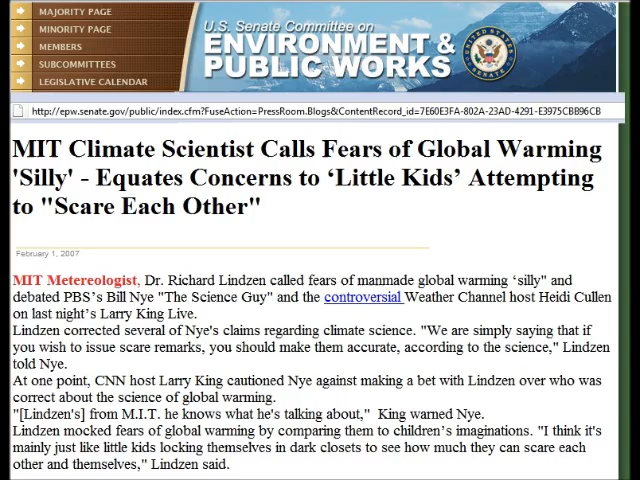 MAJORITY PAGE
MINORITY PAGE
MEMBERS
SUBCOMMITTEES
LEGISLATIVE CALENDAR
U.S. Senate Committee on
ENVIRONMENT &
PUBLIC WORKS
UNITED STATES
SENATE
http://epw.senate.gov/public/index.cfm?FuseAction=PressRoom.Blogs&ContentRecord_id=7E60E3FA-802A-23AD-4291-E3975CBB96CB
MIT Climate Scientist Calls Fears of Global Warming
'Silly' - Equates Concerns to ‘Little Kids’ Attempting
to "Scare Each Other"
February 1, 2007
MIT Metereologist, Dr. Richard Lindzen called fears of manmade global warming ‘silly" and
debated PBS’s Bill Nye "The Science Guy" and the controversial Weather Channel host Heidi Cullen
on last night’s Larry King Live.
Lindzen corrected several of Nye's claims regarding climate science. "We are simply saying that if
you wish to issue scare remarks, you should make them accurate, according to the science," Lindzen
told Nye.
At one point, CNN host Larry King cautioned Nye against making a bet with Lindzen over who was
correct about the science of global warming.
"[Lindzen's] from M.I.T. he knows what he's talking about," King warned Nye.
Lindzen mocked fears of global warming by comparing them to children’s imaginations. "I think it's
mainly just like little kids locking themselves in dark closets to see how much they can scare each
other and themselves," Lindzen said.